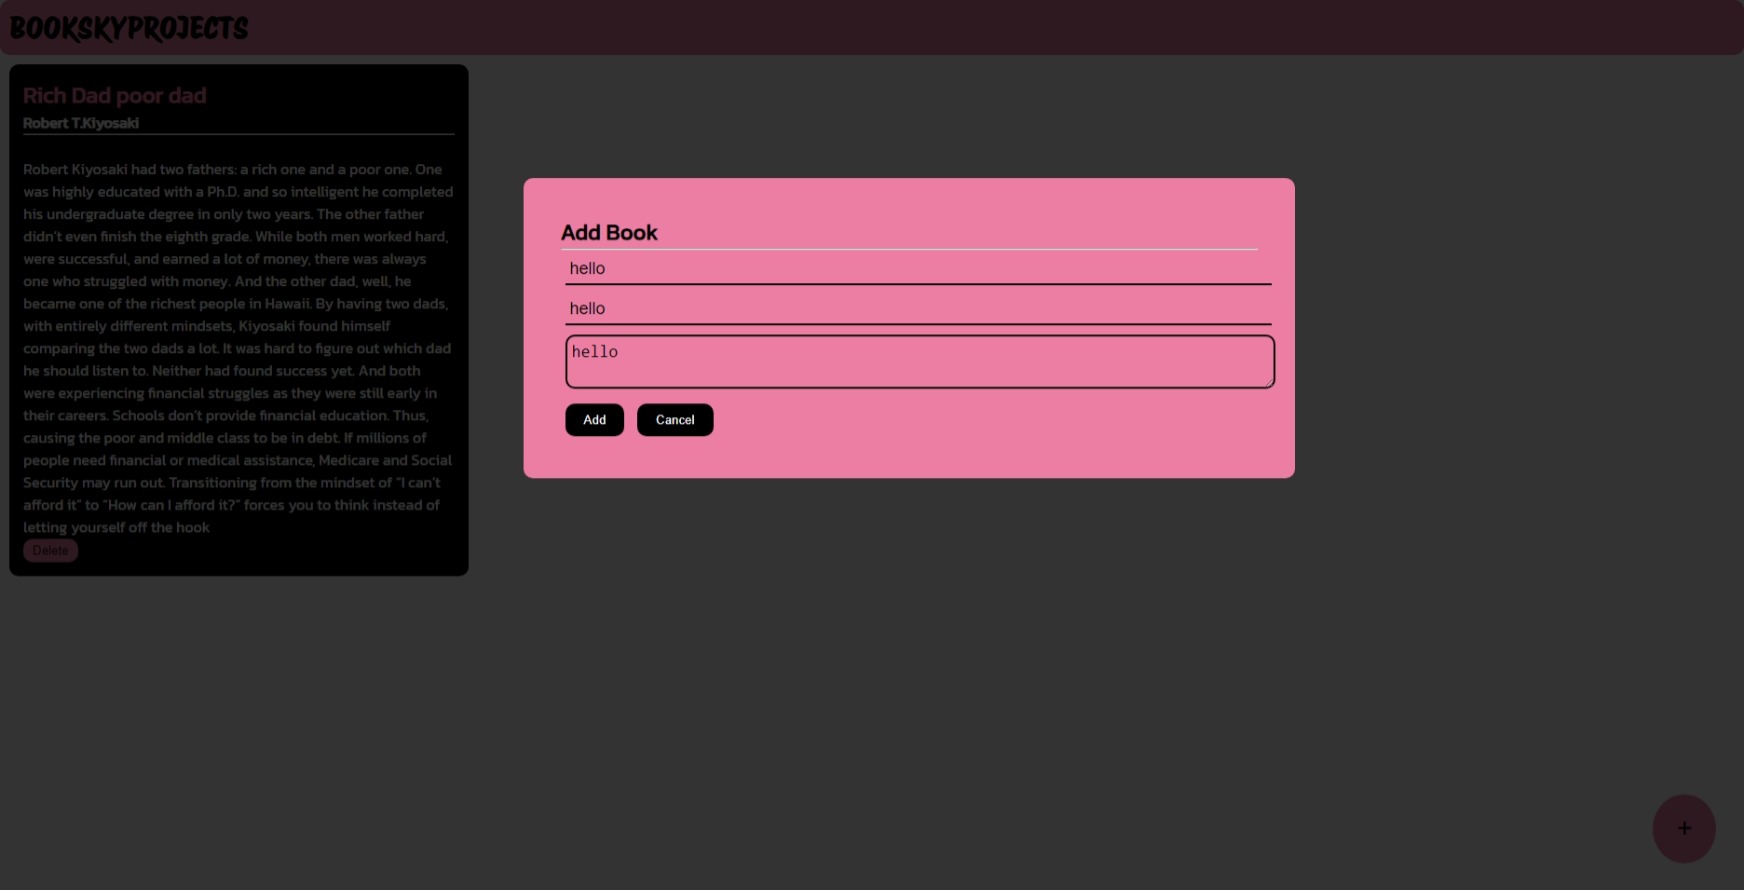 BOOKSKYPROJECTS
Rich Dad poor dad
Robert T.Kiyosaki
Robert Kiyosaki had two fathers: a rich one and a poor one. One
was highly educated with a Ph.D. and so intelligent he completed
his undergraduate degree in only two years. The other father
didn't even finish the eighth grade. While both men worked hard,
were successful, and earned a lot of money, there was always
one who struggled with money. And the other dad, well, he
became one of the richest people in Hawaii. By having two dads,
with entirely different mindsets, Kiyosaki found himself
comparing the two dads a lot. It was hard to figure out which dad
he should listen to. Neither had found success yet. And both
were experiencing financial struggles as they were still early in
their careers. Schools don't provide financial education. Thus,
causing the poor and middle class to be in debt. If millions of
people need financial or medical assistance, Medicare and Social
Security may run out. Transitioning from the mindset of "I can't
afford it" to "How can I afford it?" forces you to think instead of
letting yourself off the hook
Delete
Add Book
hello
hello
hello
Add Cancel
+